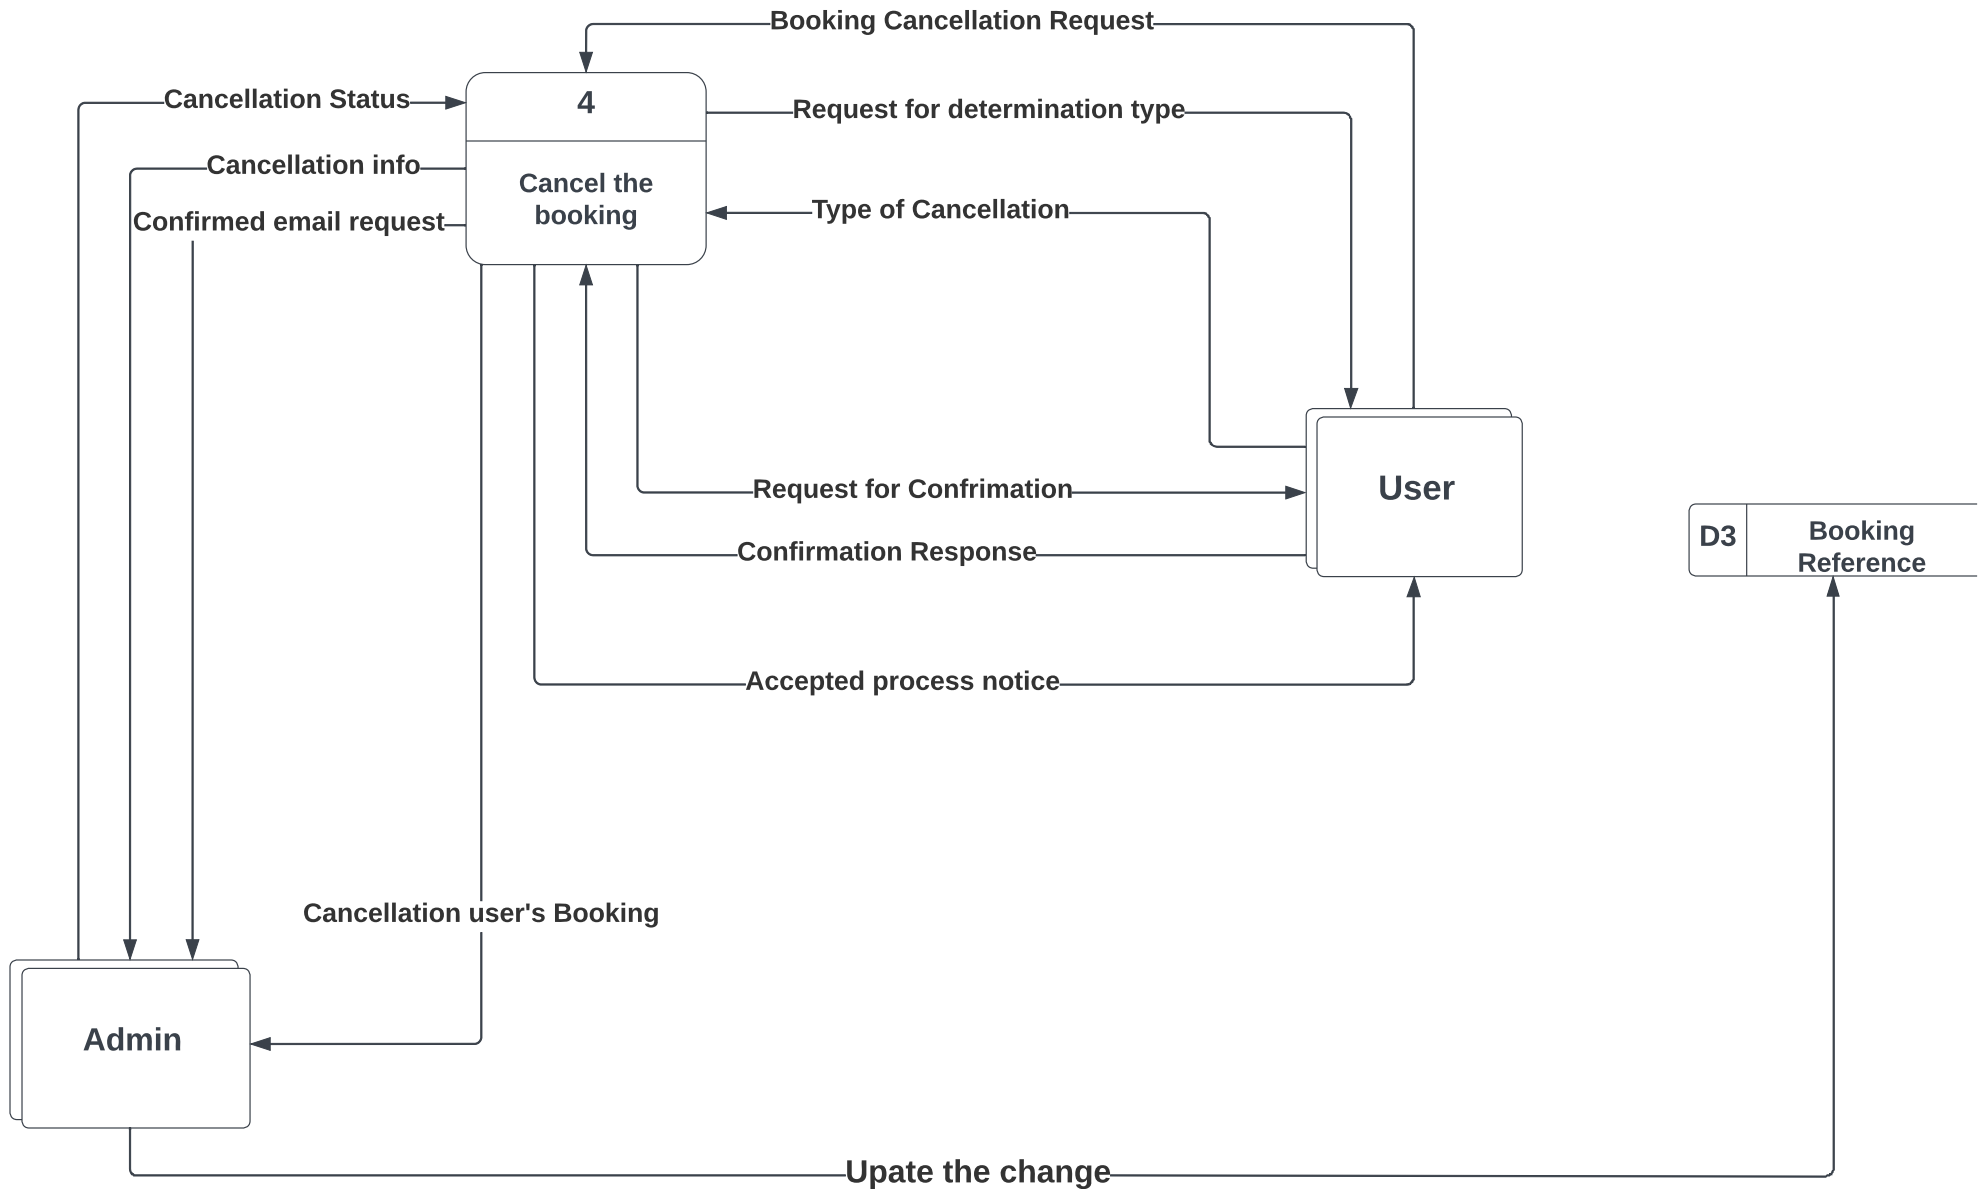 Booking Cancellation Request
Cancellation Status
4
Request for determination type
Cancellation info
Cancel the
booking
Type of Cancellation
Confirmed email request
Request for Confrimation
User
Confirmation Response
D3
Booking
Reference
Accepted process notice
Cancellation user's Booking
Admin
Upate the change